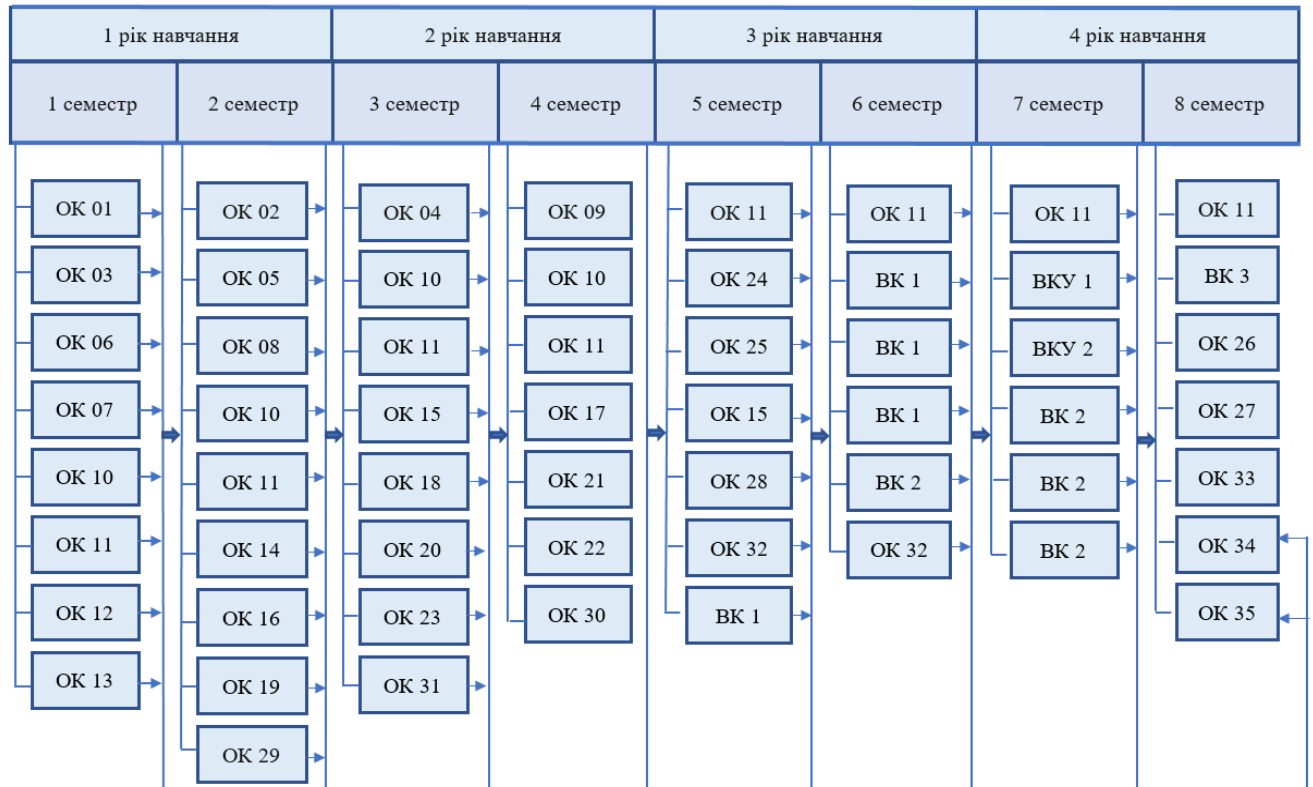 1 рік навчання
2 рік навчання
3 рік навчання
4 рік навчання
1 семестр
2 семестр
3 семестр
4 семестр
5 семестр
6 семестр
7 семестр
8 семестр
ОК 01
ОК 03
ОК 06
ОК 07
ОК 10
ОК 11
ОК 12
ОК 13
ОК 02
ОК 05
ОК 08
ОК 10
ОК 11
ОК 14
ОК 16
ОК 19
ОК 29
ОК 04
ОК 10
ОК 11
ОК 15
ОК 18
ОК 20
ОК 23
ОК 31
ОК 09
ОК 10
ОК 11
ОК 17
ОК 21
ОК 22
ОК 30
ОК 11
ОК 24
ОК 25
ОК 15
ОК 28
ОК 32
ВК 1
ОК 11
ВК 1
ВК 1
ВК 1
ВК 2
ОК 32
ОК 11
ВКУ 1
ВКУ 2
ВК 2
ВК 2
ВК 2
ОК 11
ВК 3
ОК 26
ОК 27
ОК 33
ОК 34
ОК 35